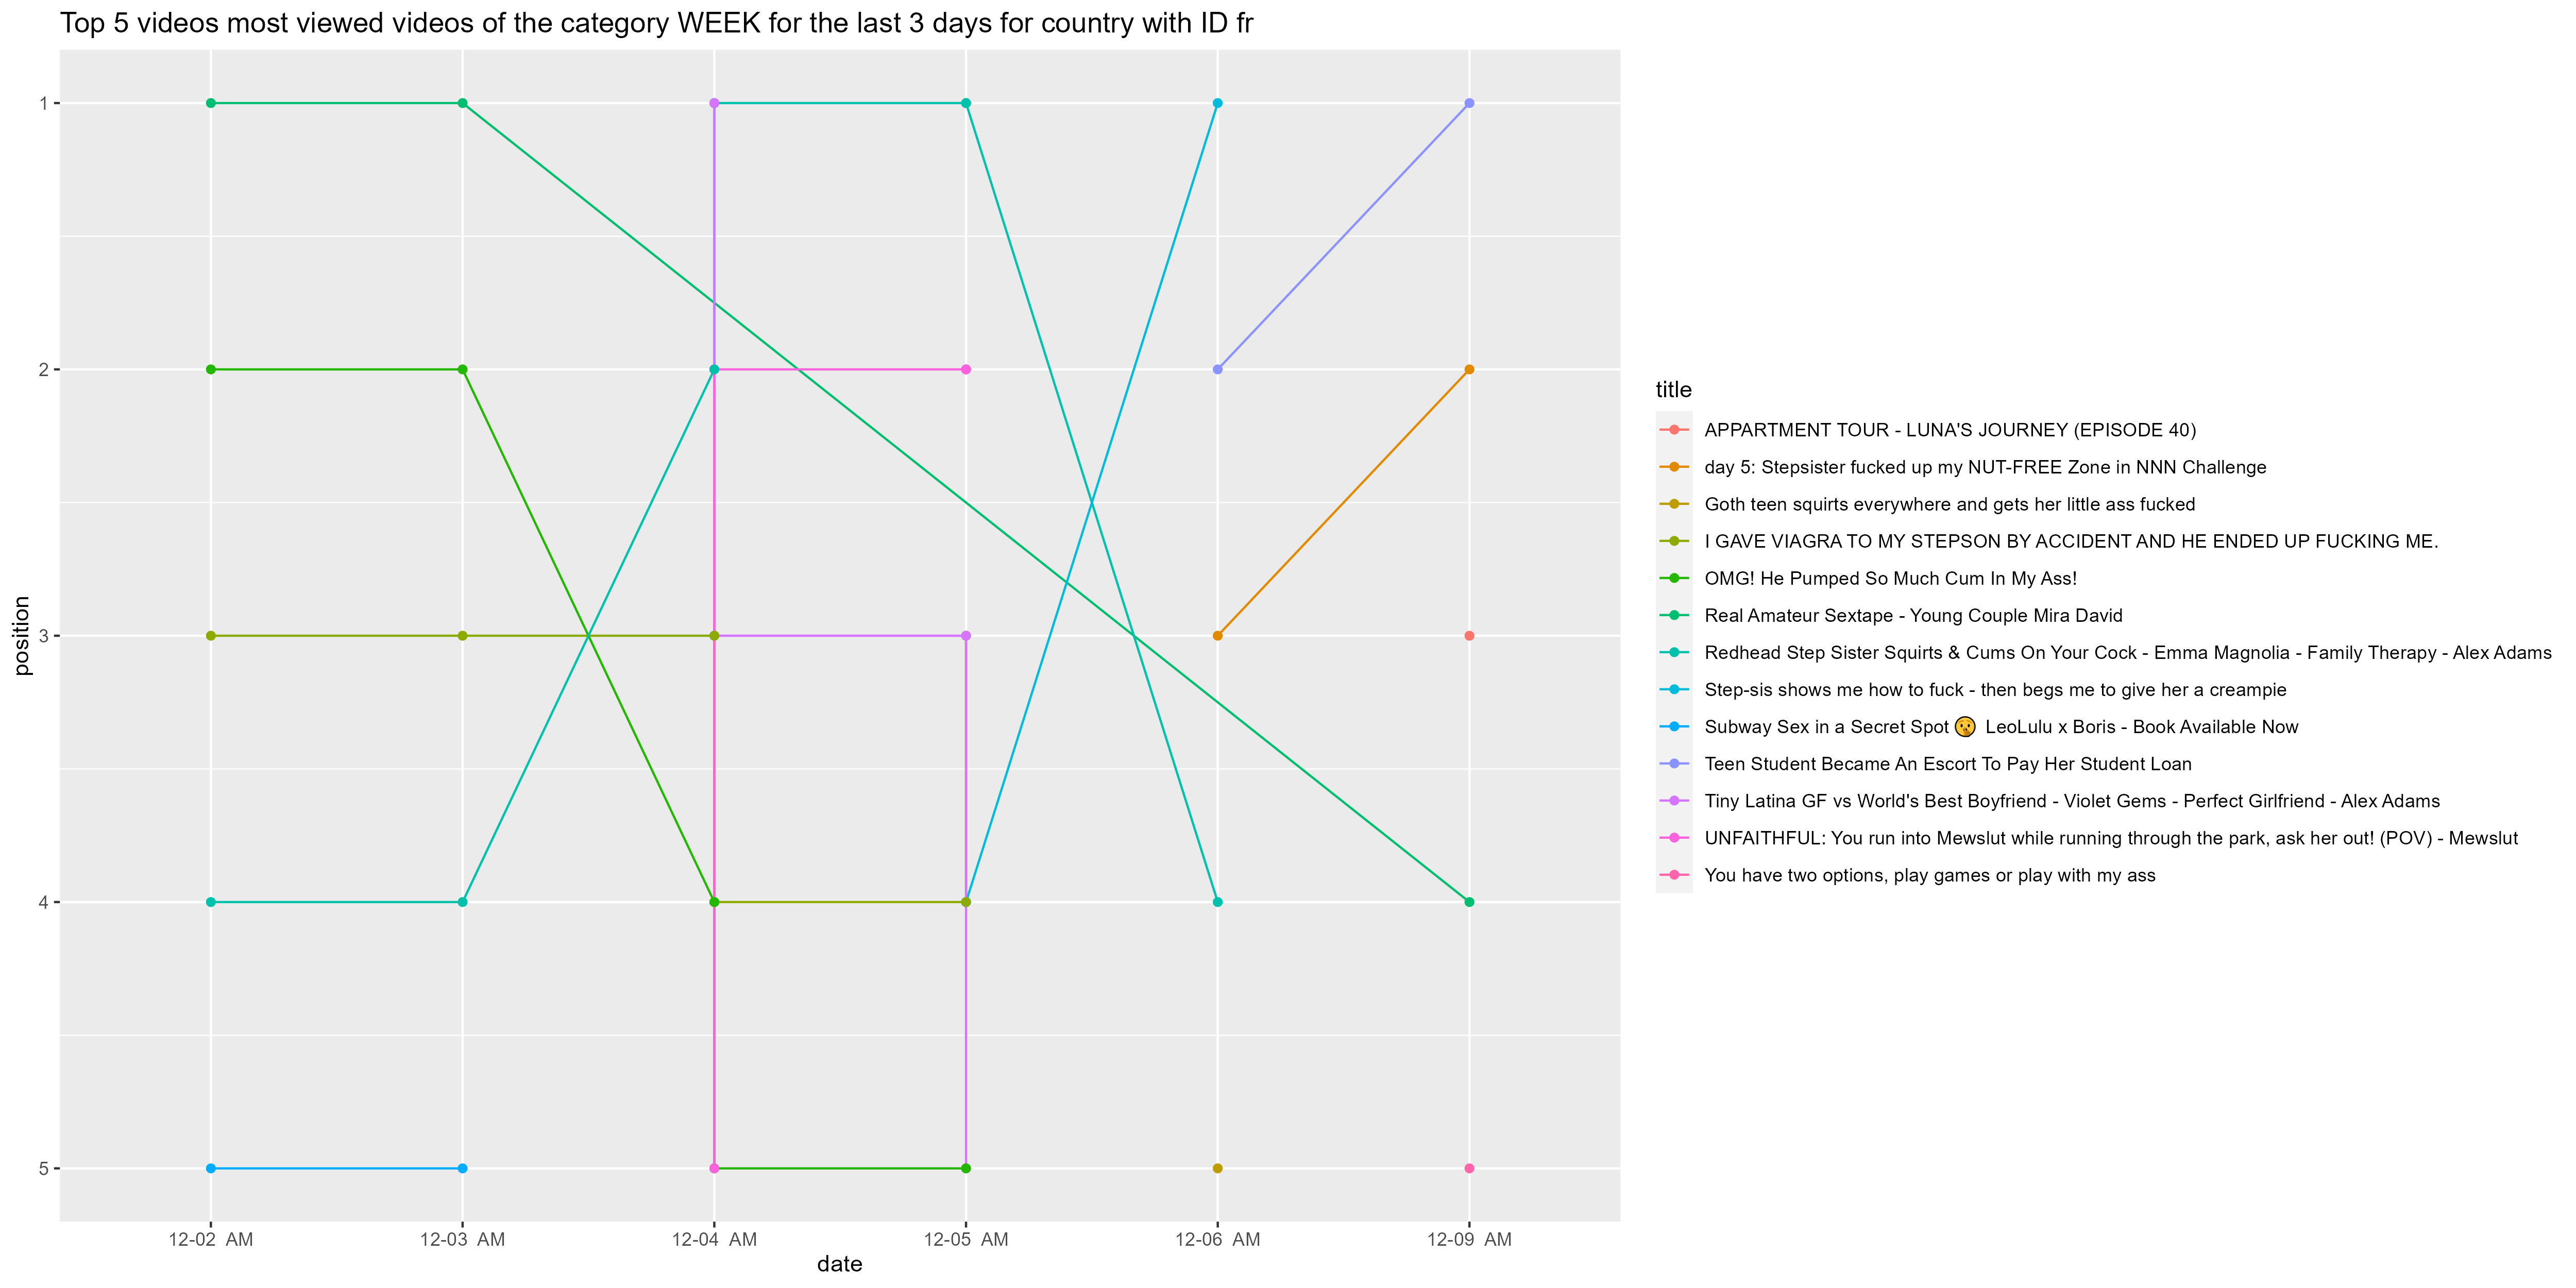 Top 5 videos most viewed videos of the category WEEK for the last 3 days for country with ID fr
position
1
2
3
4
5
12-02 AM
12-03 AM
12-04 AM
12-05 AM
12-06 AM
12-09 AM
date
title
APPARTMENT TOUR - LUNA'S JOURNEY (EPISODE 40)
day 5: Stepsister fucked up my NUT-FREE Zone in NNN Challenge
Goth teen squirts everywhere and gets her little ass fucked
I GAVE VIAGRA TO MY STEPSON BY ACCIDENT AND HE ENDED UP FUCKING ME.
OMG! He Pumped So Much Cum In My Ass!
Real Amateur Sextape - Young Couple Mira David
Redhead Step Sister Squirts & Cums On Your Cock - Emma Magnolia - Family Therapy - Alex Adams
Step-sis shows me how to fuck - then begs me to give her a creampie
Subway Sex in a Secret Spot 🤫 LeoLulu x Boris - Book Available Now
Teen Student Became An Escort To Pay Her Student Loan
Tiny Latina GF vs World's Best Boyfriend - Violet Gems - Perfect Girlfriend - Alex Adams
UNFAITHFUL: You run into Mewslut while running through the park, ask her out! (POV) - Mewslut
You have two options, play games or play with my ass